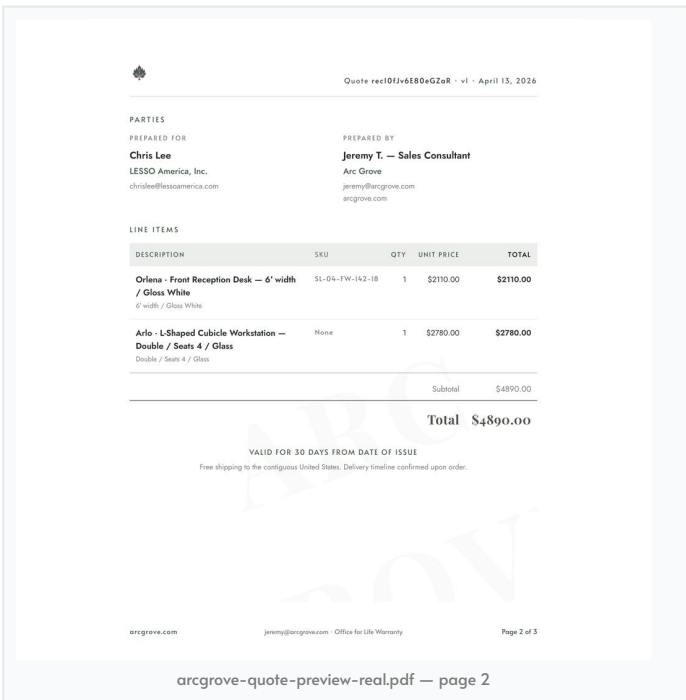 Quote rec10fJv6E80eGZaR · v1 · April 13, 2026
PARTIES
PREPARED FOR
Chris Lee
LESSO America, Inc.
chrislee@lessoamerica.com
PREPARED BY
Jeremy T. — Sales Consultant
Arc Grove
jeremy@arcgrove.com
arcgrove.com
LINE ITEMS
DESCRIPTION SKU QTY UNIT PRICE TOTAL
Orlena - Front Reception Desk — 6' width SL-04-FW-142-18 1 $2110.00 $2110.00
/ Gloss White
6' width / Gloss White
Arlo - L-Shaped Cubicle Workstation — None 1 $2780.00 $2780.00
Double / Seats 4 / Glass
Double / Seats 4 / Glass
Subtotal $4890.00
Total $4890.00
ARC
GROV
VALID FOR 30 DAYS FROM DATE OF ISSUE
Free shipping to the contiguous United States. Delivery timeline confirmed upon order.
arcgrove.com jeremy@arcgrove.com · Office for Life Warranty Page 2 of 3
arcgrove-quote-preview-real.pdf — page 2